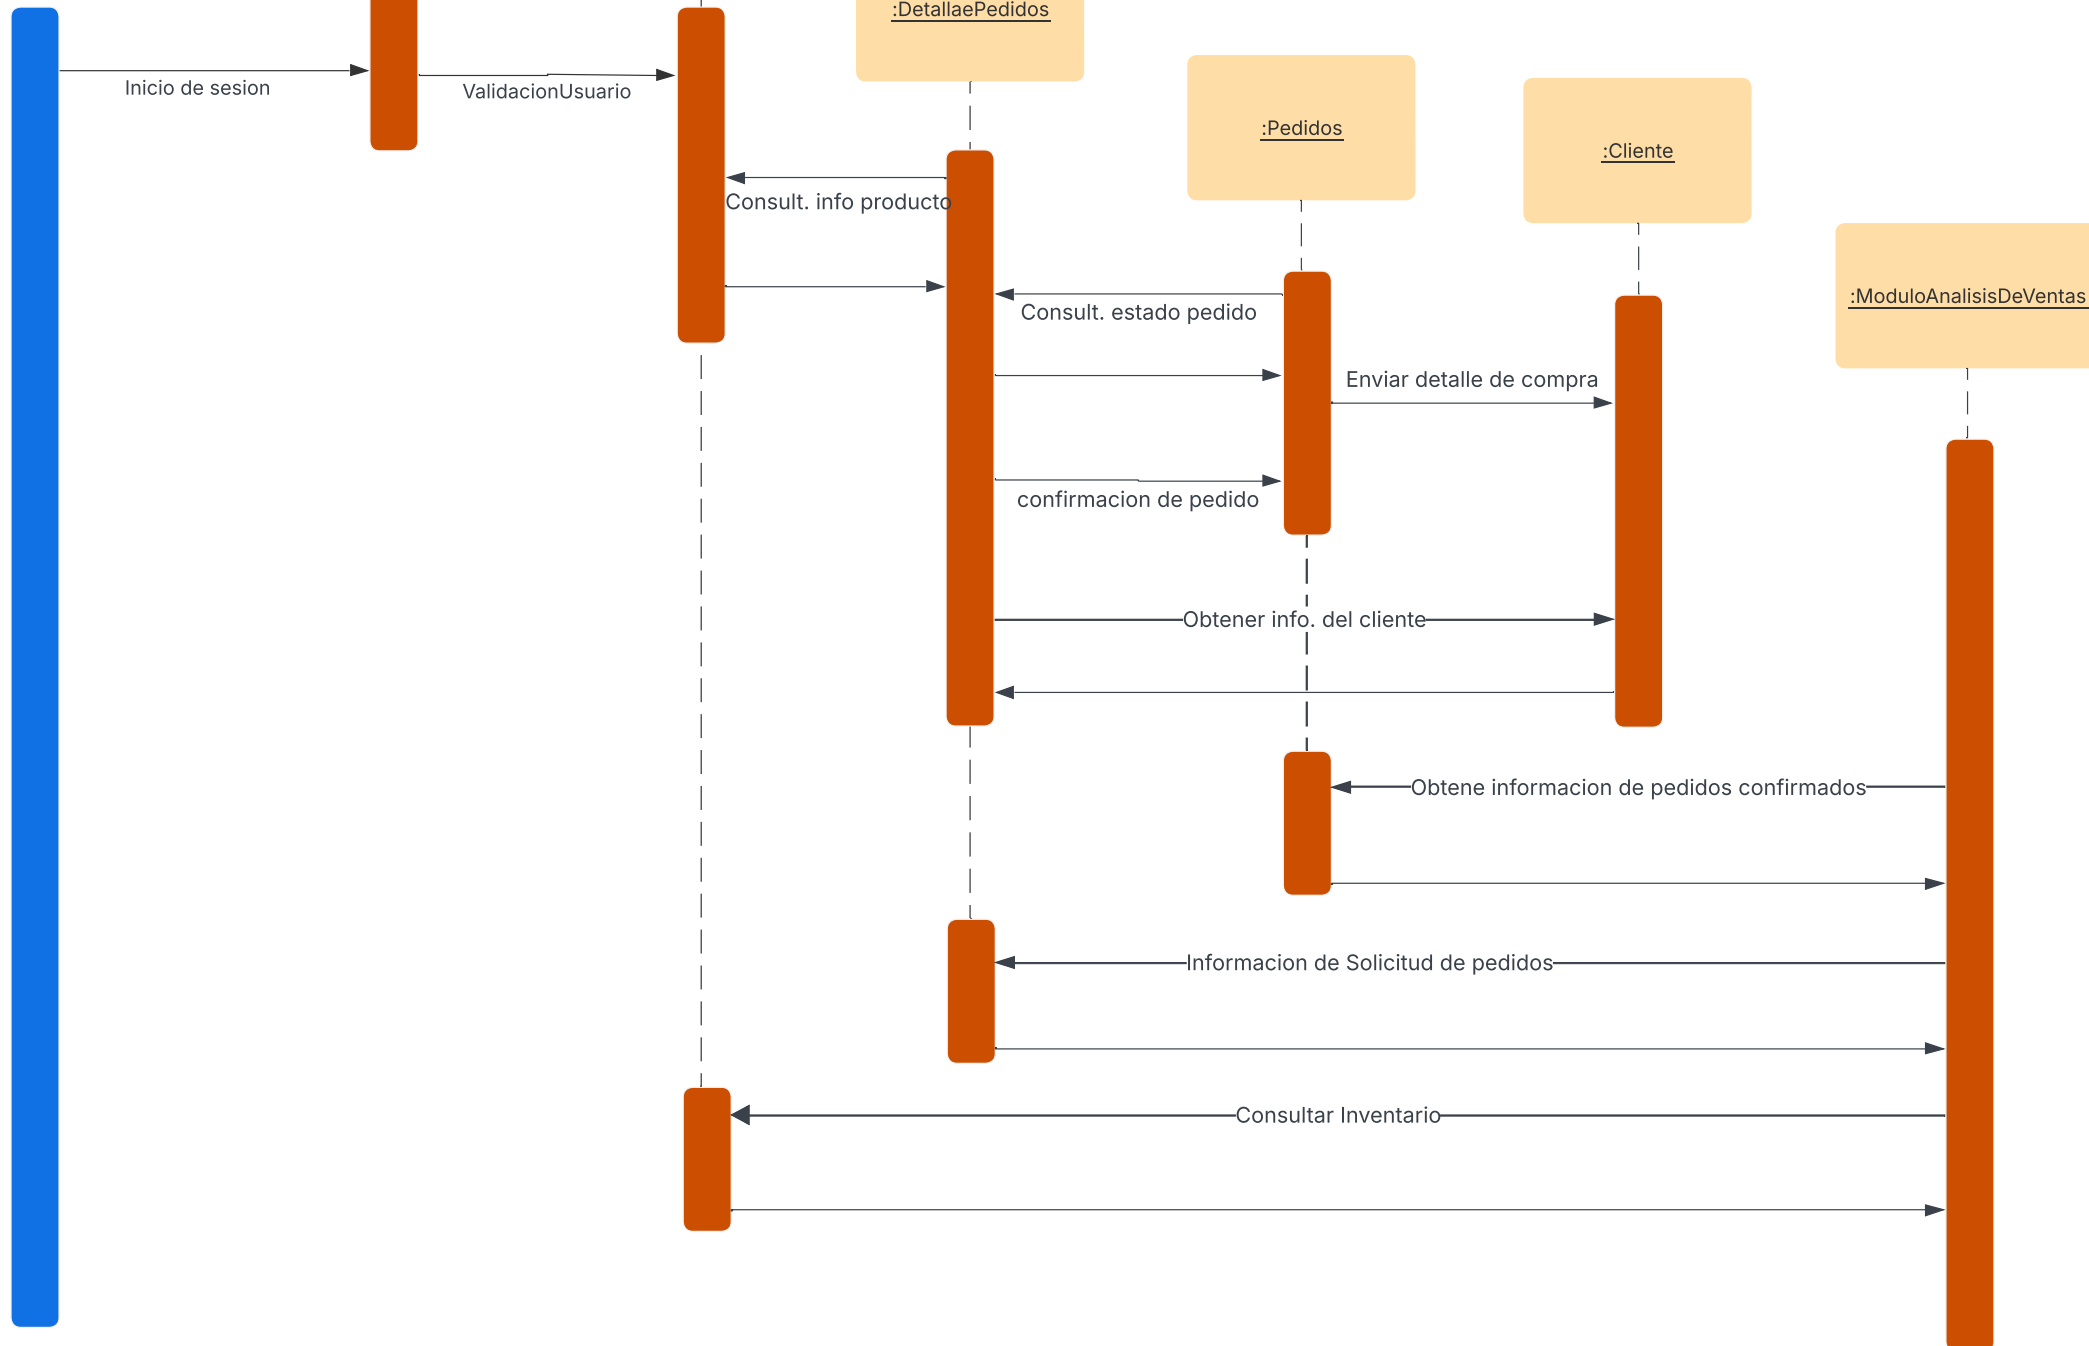 :DetallaePedidos
Inicio de sesion
ValidacionUsuario
:Pedidos
:Cliente
Consult. info producto
:ModuloAnalisisDeVentas
Consult. estado pedido
Enviar detalle de compra
confirmacion de pedido
Obtener info. del cliente
Obtene informacion de pedidos confirmados
Informacion de Solicitud de pedidos
Consultar Inventario